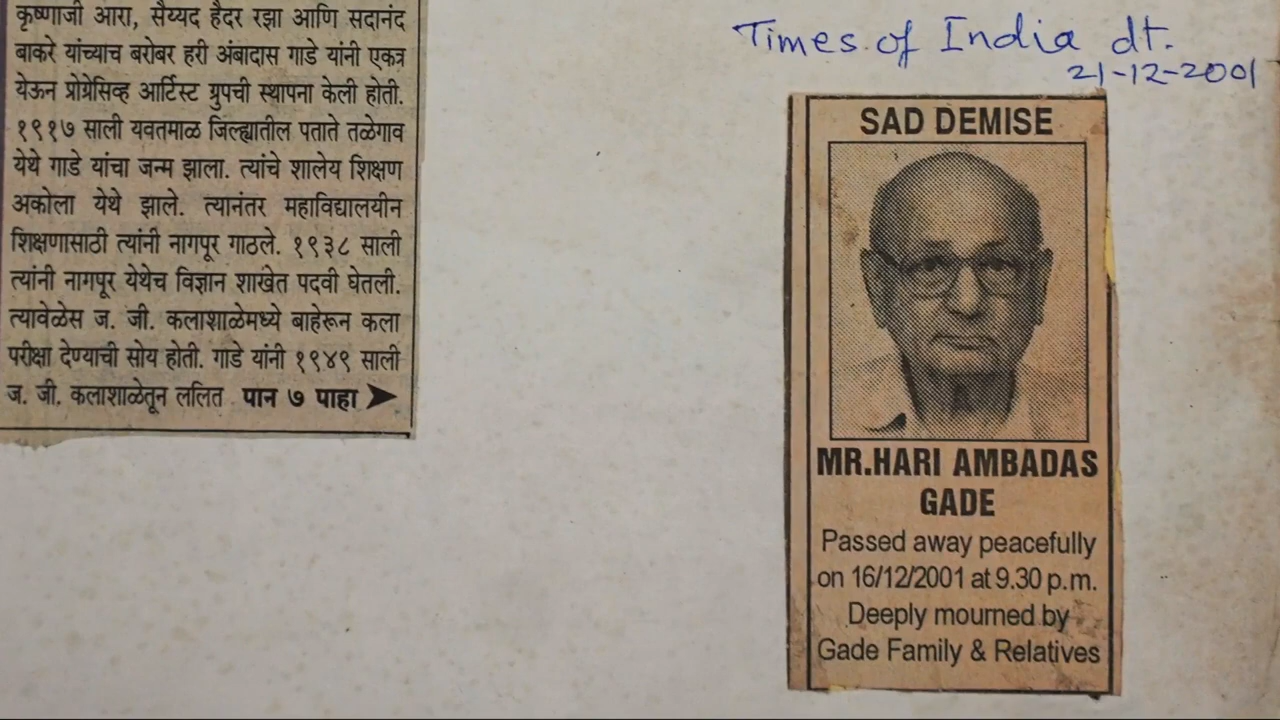 कृष्णाजी आरा, सैय्यद हैदर रझा आणि सदानंद
बाकरे यांच्याच बरोबर हरी अंबादास गाडे यांनी एकत्र
येऊन प्रोग्रेसिव्ह आर्टिस्ट ग्रुपची स्थापना केली होती.
१९१७ साली यवतमाळ जिल्ह्यातील पताते तळेगाव
येथे गाडे यांचा जन्म झाला. त्यांचे शालेय शिक्षण
अकोला येथे झाले. त्यानंतर महाविद्यालयीन
शिक्षणासाठी त्यांनी नागपूर गाठले. १९३८ साली
त्यांनी नागपूर येथेच विज्ञान शाखेत पदवी घेतली.
त्यावेळेस ज. जी. कलाशाळेमध्ये बाहेरून कला
परीक्षा देण्याची सोय होती. गाडे यांनी १९४९ साली
ज. जी. कलाशाळेतून ललित पान ७ पाहा
Times of India dt.
21-12-2001
SAD DEMISE
MR.HARI AMBADAS
GADE
Passed away peacefully
on 16/12/2001 at 9.30 p.m.
Deeply mourned by
Gade Family & Relatives